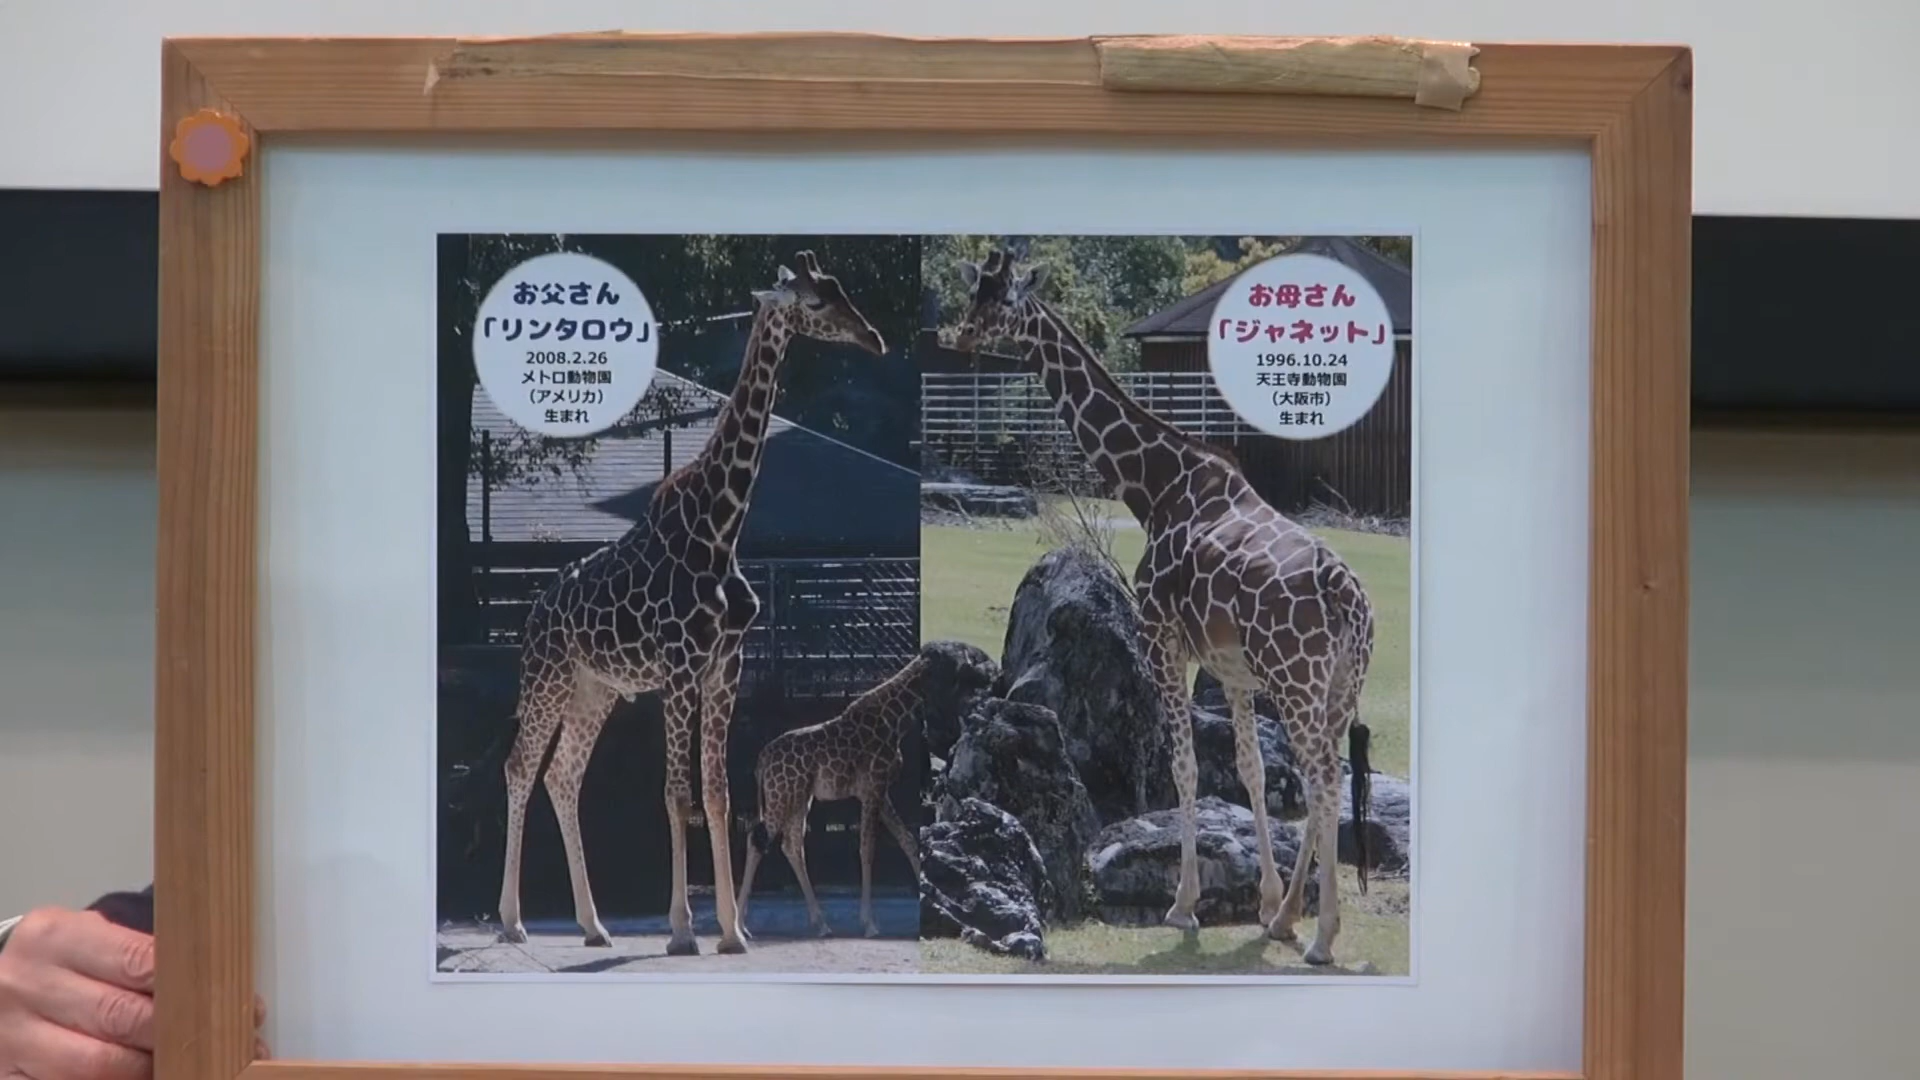 お父さん
「リンタロウ」
2008.2.26
メトロ動物園
（アメリカ）
生まれ
お母さん
「ジャネット」
1996.10.24
天王寺動物園
（大阪市）
生まれ